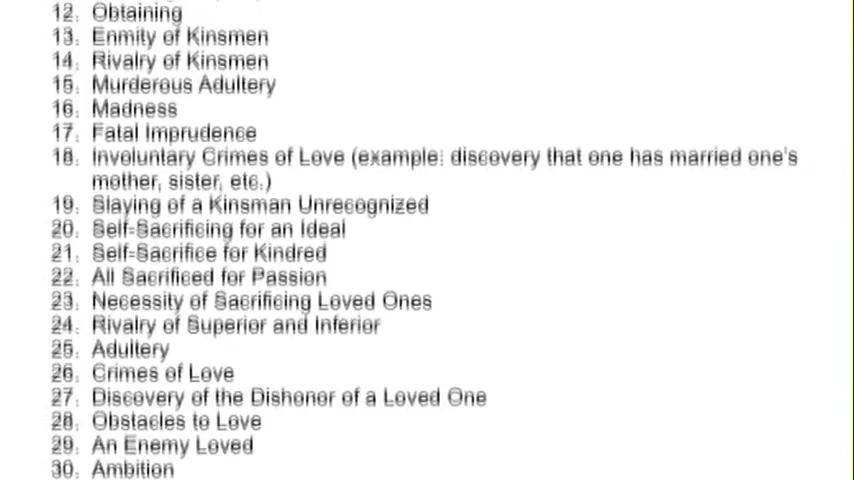 12. Obtaining
13. Enmity of Kinsmen
14. Rivalry of Kinsmen
15. Murderous Adultery
16. Madness
17. Fatal Imprudence
18. Involuntary Crimes of Love (example: discovery that one has married one's
mother, sister, etc.)
19. Slaying of a Kinsman Unrecognized
20. Self-Sacrificing for an Ideal
21. Self-Sacrifice for Kindred
22. All Sacrificed for Passion
23. Necessity of Sacrificing Loved Ones
24. Rivalry of Superior and Inferior
25. Adultery
26. Crimes of Love
27. Discovery of the Dishonor of a Loved One
28. Obstacles to Love
29. An Enemy Loved
30. Ambition